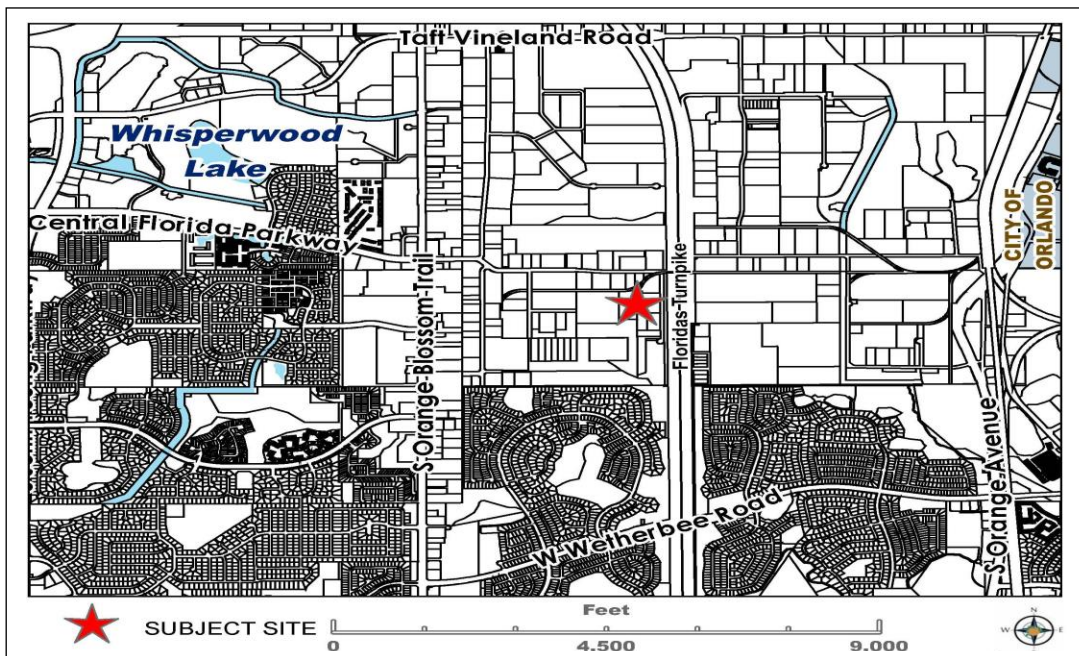 Taft Vineland Road
Whisperwood
Lake
Central Florida Parkway
CITY OF
ORLANDO
S-Orange-Blossom-Trail
Floridas-Turnpike
S-Orange-Avenue
W-Wetherbee-Road
SUBJECT SITE
Feet
0
4,500
9,000
N
W
E
S